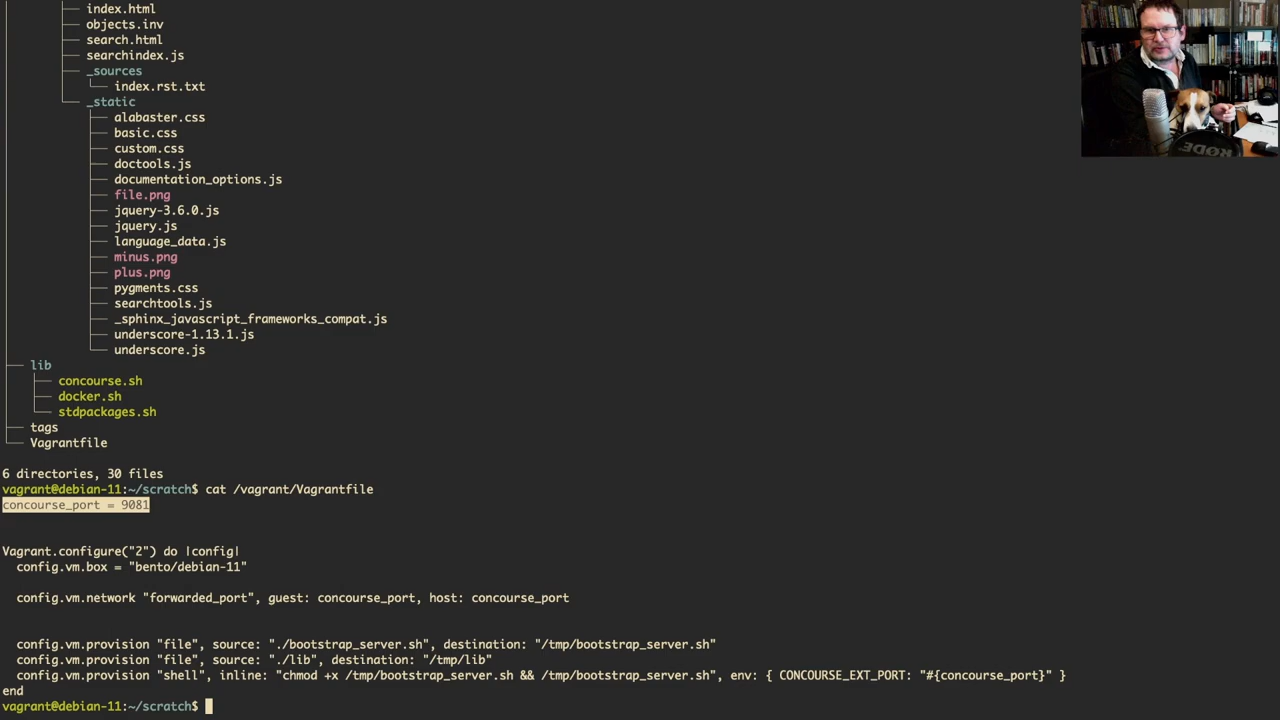 index.html
objects.inv
search.html
searchindex.js
_sources
index.rst.txt
_static
alabaster.css
basic.css
custom.css
doctools.js
documentation_options.js
file.png
jquery-3.6.0.js
jquery.js
language_data.js
minus.png
plus.png
pygments.css
searchtools.js
_sphinx_javascript_frameworks_compat.js
underscore-1.13.1.js
underscore.js
lib
concourse.sh
docker.sh
stdpackages.sh
tags
Vagrantfile
6 directories, 30 files
vagrant@debian-11:~/scratch$ cat /vagrant/Vagrantfile
concourse_port = 9081
Vagrant.configure("2") do |config|
config.vm.box = "bento/debian-11"
config.vm.network "forwarded_port", guest: concourse_port, host: concourse_port
config.vm.provision "file", source: "./bootstrap_server.sh", destination: "/tmp/bootstrap_server.sh"
config.vm.provision "file", source: "./lib", destination: "/tmp/lib"
config.vm.provision "shell", inline: "chmod +x /tmp/bootstrap_server.sh && /tmp/bootstrap_server.sh", env: { CONCOURSE_EXT_PORT: "#{concourse_port}" }
end
vagrant@debian-11:~/scratch$
RØDE